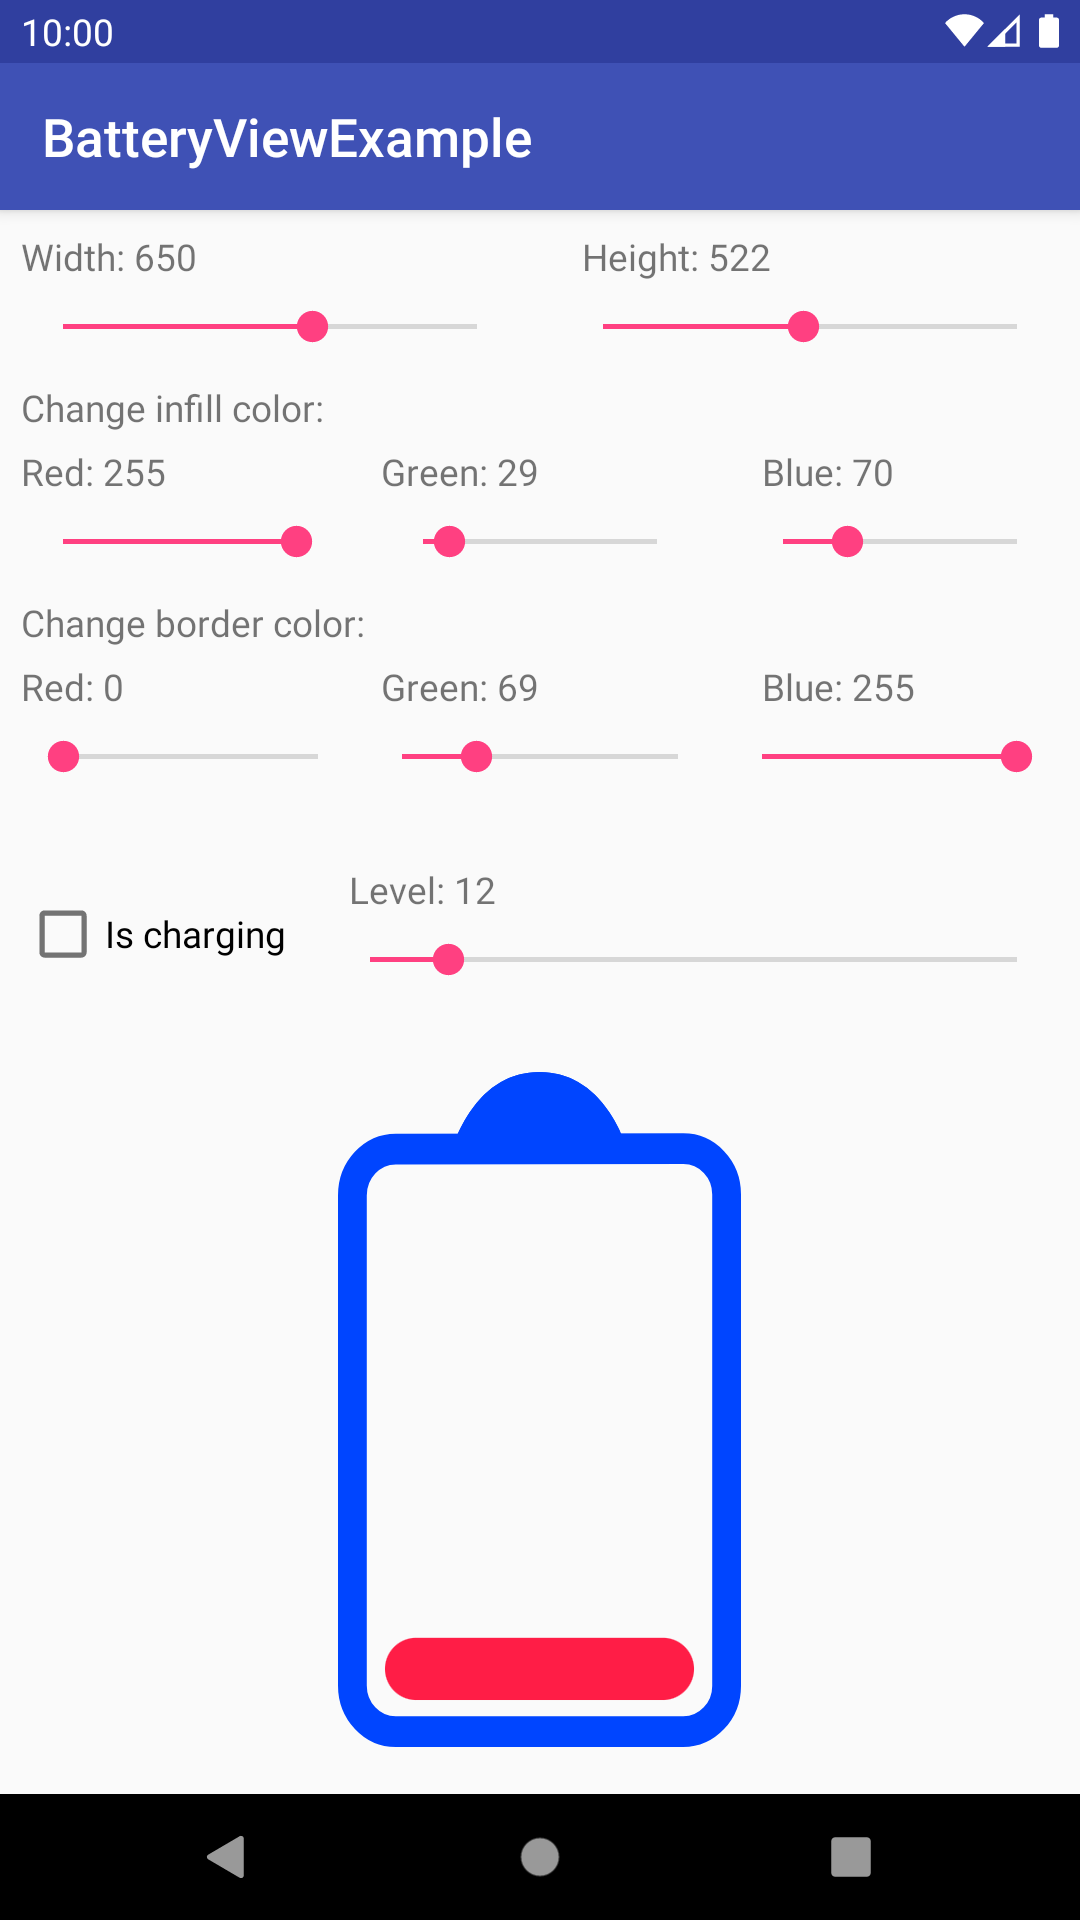 10:00
BatteryViewExample
Width: 650 Height: 522
Change infill color:
Red: 255 Green: 29 Blue: 70
Change border color:
Red: 0 Green: 69 Blue: 255
Level: 12
Is charging